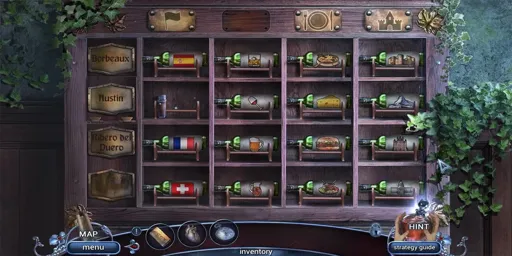 Bordeaux
Austin
Ribero del
Duero
MAP
menu
inventory
HINT
strategy guide